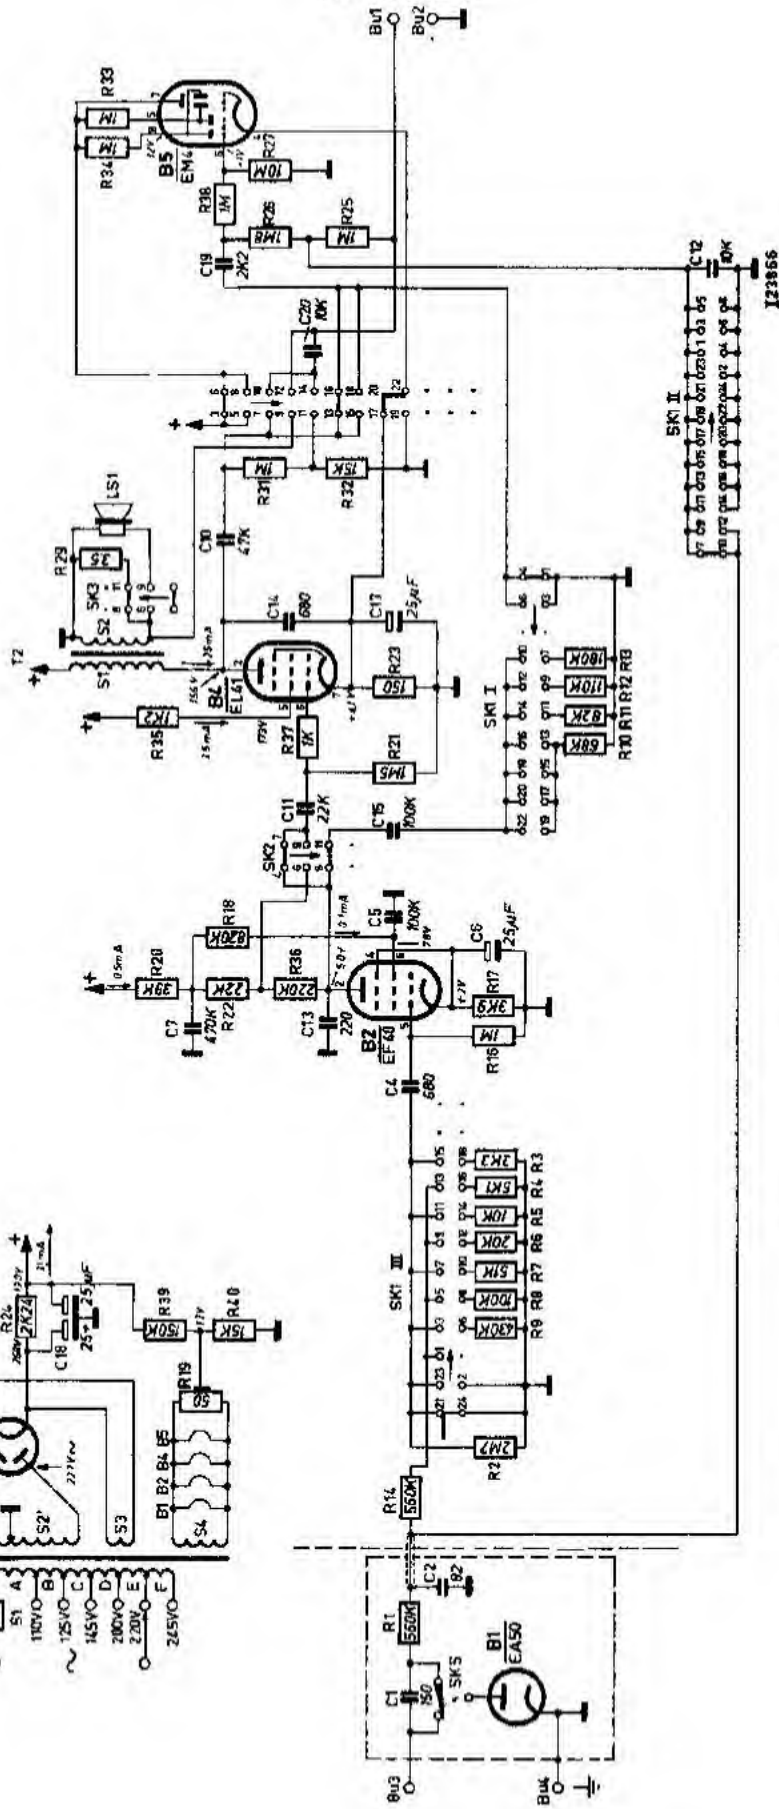 Bu1
Bu2
R33
1M
R34
1M
B5
EM4
R27
10M
R38
1M
R26
1M8
R25
1M
C19
2K2
C20
10K
C12
10K
I23866
SK1 II
LS1
R29
35
SK3
S2
S1
T2
R35
1K2
B4
EL41
C10
47K
R31
1M
R32
15K
C14
680
C17
25µF
R23
150
R37
1K
R21
1M5
C11
22K
C15
100K
SK2
SK1 I
R13
180K
R12
110K
R11
82K
R10
68K
0.5mA
R20
39K
R18
820K
C7
470K
R22
22K
R36
220K
C13
220
0.1mA
B2
EF40
C5
100K
C6
25µF
R17
3K9
R16
1M
C4
680
SK1 III
R3
3K3
R4
5K1
R5
10K
R6
20K
R7
51K
R8
100K
R9
R2
2M7
R14
560K
R24
2K24
C18
25+25µF
R39
150K
R40
15K
R19
50
B1 B2 B4 B5
S4
S3
S2'
S1
A
B
C
D
E
F
110V
125V
145V
200V
220V
245V
C2
82
R1
560K
C1
150
SK5
B1
EA50
Bu3
Bu4